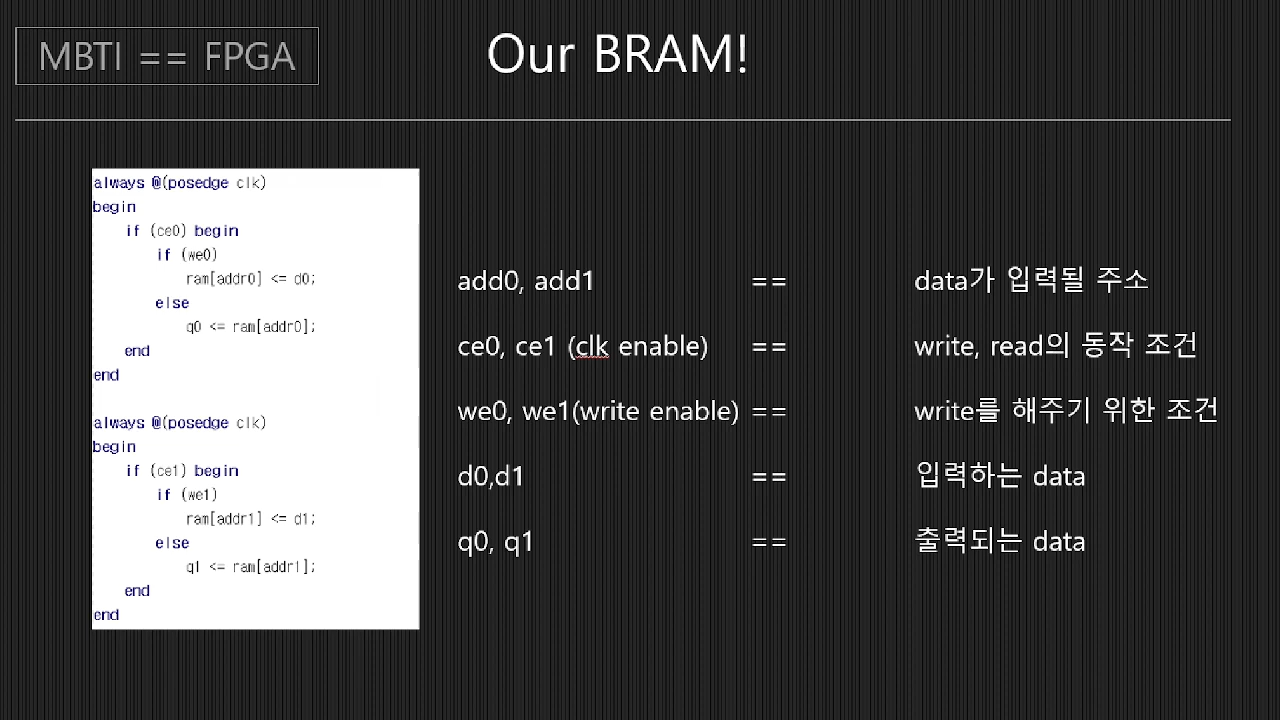 MBTI == FPGA
Our BRAM!
always @(posedge clk)
begin
if (ce0) begin
if (we0)
ram[addr0] <= d0;
else
q0 <= ram[addr0];
end
end
always @(posedge clk)
begin
if (ce1) begin
if (we1)
ram[addr1] <= d1;
else
q1 <= ram[addr1];
end
end
add0, add1 == data가 입력될 주소
ce0, ce1 (clk enable) == write, read의 동작 조건
we0, we1(write enable) == write를 해주기 위한 조건
d0,d1 == 입력하는 data
q0, q1 == 출력되는 data